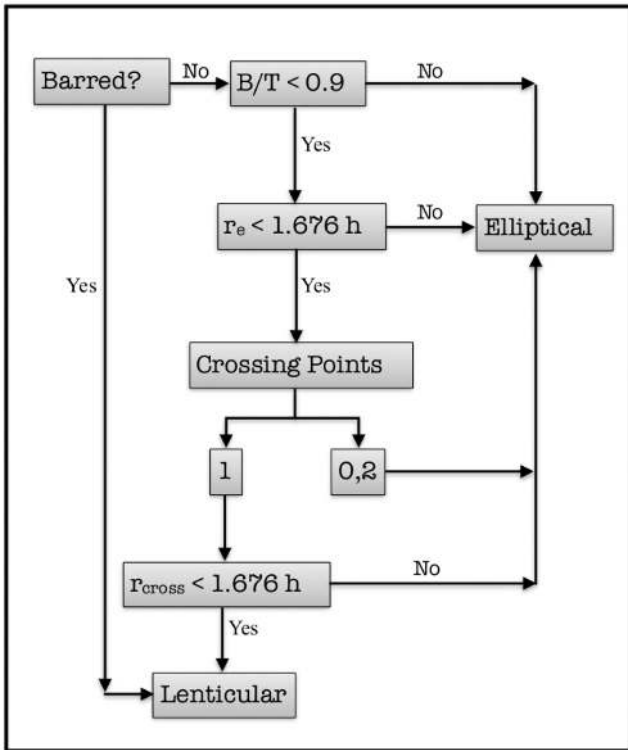 Barred?
No
B/T < 0.9
No
Yes
rₑ < 1.676 h
No
Elliptical
Yes
Yes
Crossing Points
1
0,2
r_cross < 1.676 h
No
Yes
Lenticular